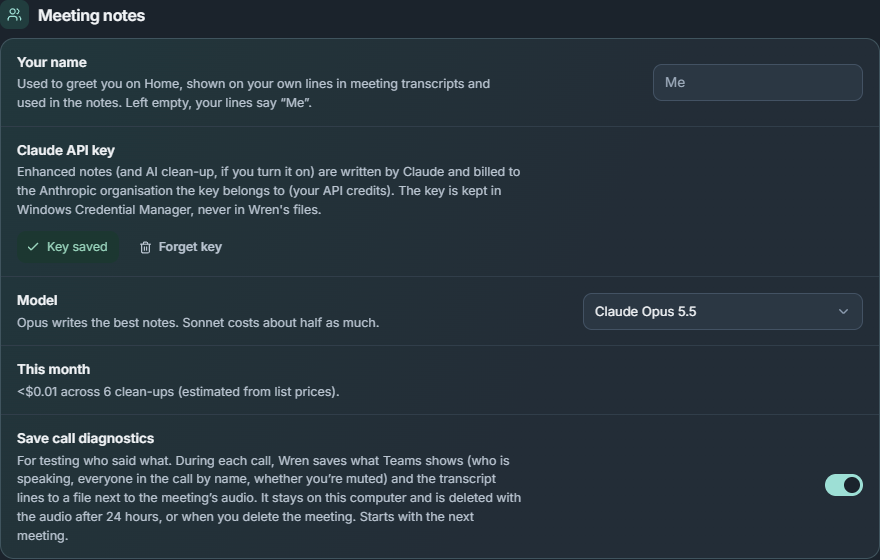 Meeting notes
Your name
Used to greet you on Home, shown on your own lines in meeting transcripts and
used in the notes. Left empty, your lines say “Me”.
Me
Claude API key
Enhanced notes (and AI clean-up, if you turn it on) are written by Claude and billed to
the Anthropic organisation the key belongs to (your API credits). The key is kept in
Windows Credential Manager, never in Wren's files.
Key saved
Forget key
Model
Opus writes the best notes. Sonnet costs about half as much.
Claude Opus 5.5
This month
<$0.01 across 6 clean-ups (estimated from list prices).
Save call diagnostics
For testing who said what. During each call, Wren saves what Teams shows (who is
speaking, everyone in the call by name, whether you’re muted) and the transcript
lines to a file next to the meeting’s audio. It stays on this computer and is deleted with
the audio after 24 hours, or when you delete the meeting. Starts with the next
meeting.